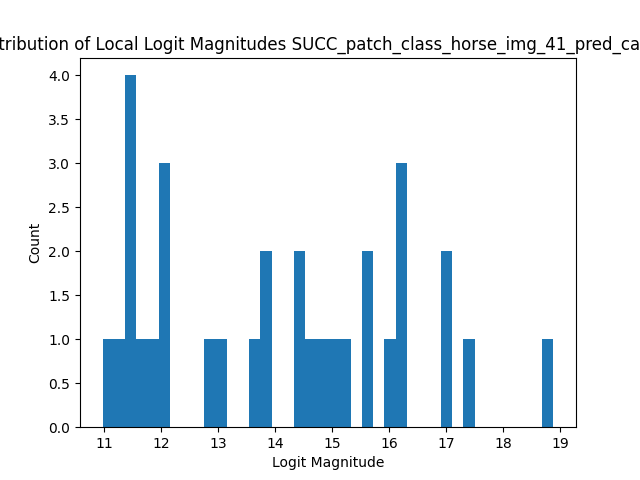 tribution of Local Logit Magnitudes SUCC_patch_class_horse_img_41_pred_ca
4.0
3.5
3.0
2.5
2.0
1.5
1.0
0.5
0.0
Count
11 12 13 14 15 16 17 18 19
Logit Magnitude